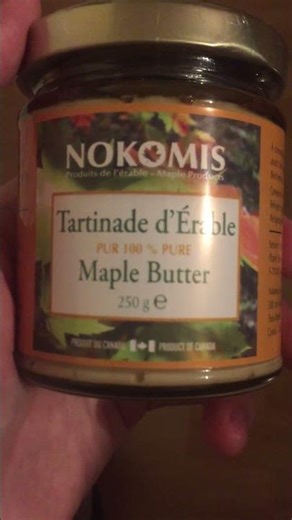 NOKOMIS
Produits de l'érable – Maple Products
Tartinade d'Érable
PUR 100 % PURE
Maple Butter
250 g e
PRODUIT DU CANADA PRODUCT OF CANADA